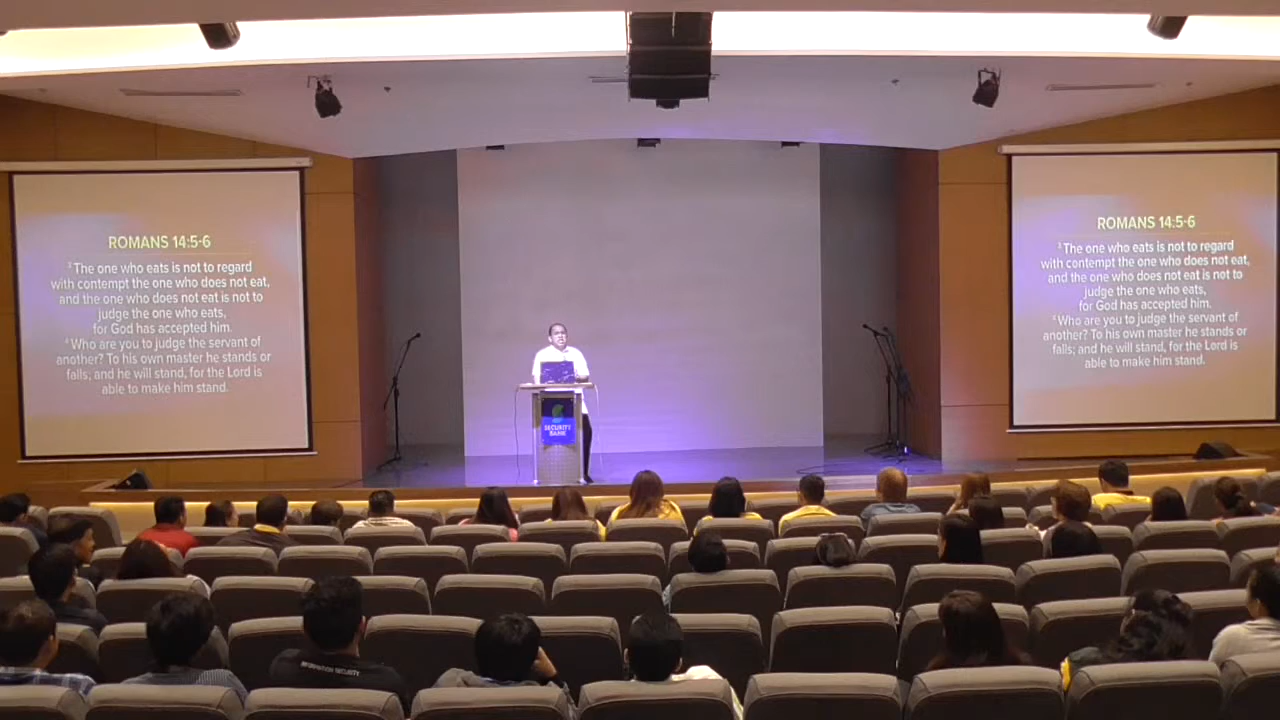 ROMANS 14:5-6
3 The one who eats is not to regard
with contempt the one who does not eat,
and the one who does not eat is not to
judge the one who eats,
for God has accepted him.
4 Who are you to judge the servant of
another? To his own master he stands or
falls; and he will stand, for the Lord is
able to make him stand.
ROMANS 14:5-6
3 The one who eats is not to regard
with contempt the one who does not eat,
and the one who does not eat is not to
judge the one who eats,
for God has accepted him.
4 Who are you to judge the servant of
another? To his own master he stands or
falls; and he will stand, for the Lord is
able to make him stand.
SECURITY
BANK
INFORMATION SECURITY